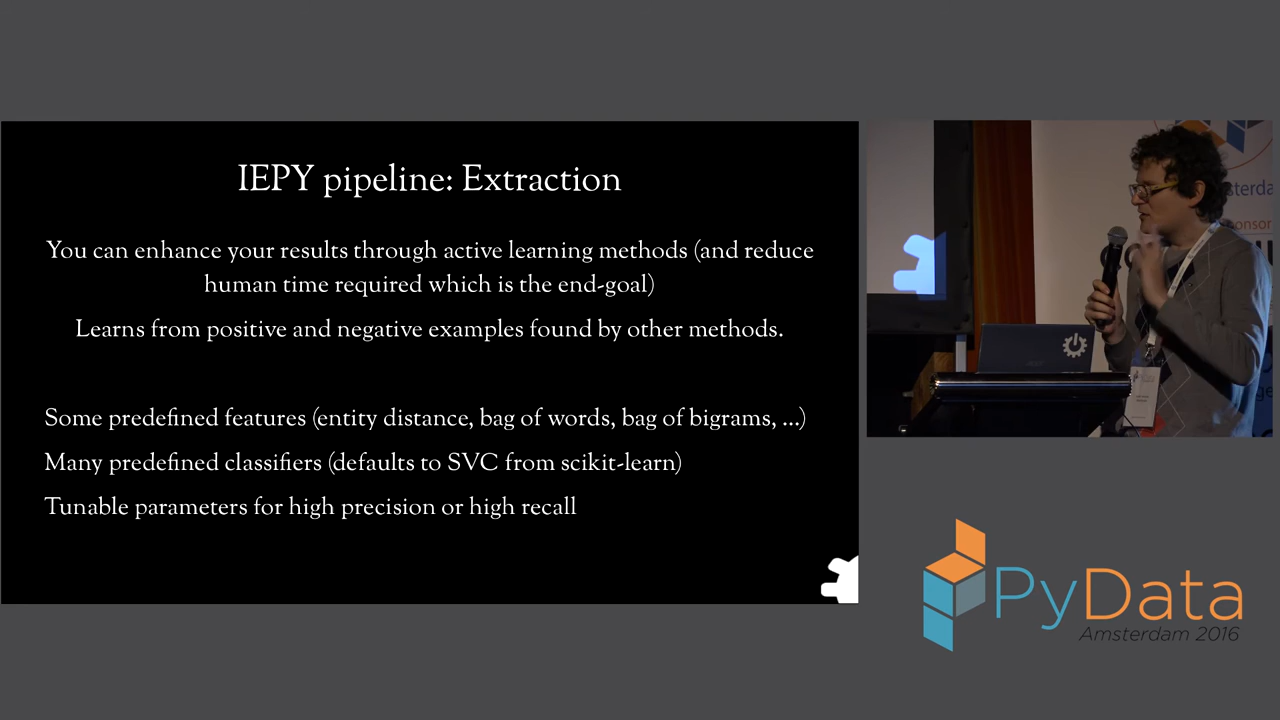 IEPY pipeline: Extraction
You can enhance your results through active learning methods (and reduce
human time required which is the end-goal)
Learns from positive and negative examples found by other methods.
Some predefined features (entity distance, bag of words, bag of bigrams, ...)
Many predefined classifiers (defaults to SVC from scikit-learn)
Tunable parameters for high precision or high recall
sterda
onsor
PyData
Amsterdam 2016